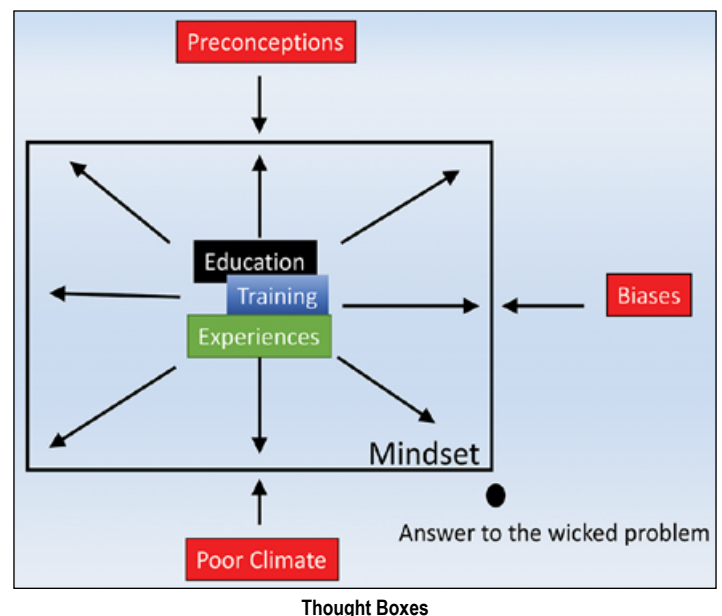 Preconceptions
Education
Training
Biases
Experiences
Mindset
Answer to the wicked problem
Poor Climate
Thought Boxes